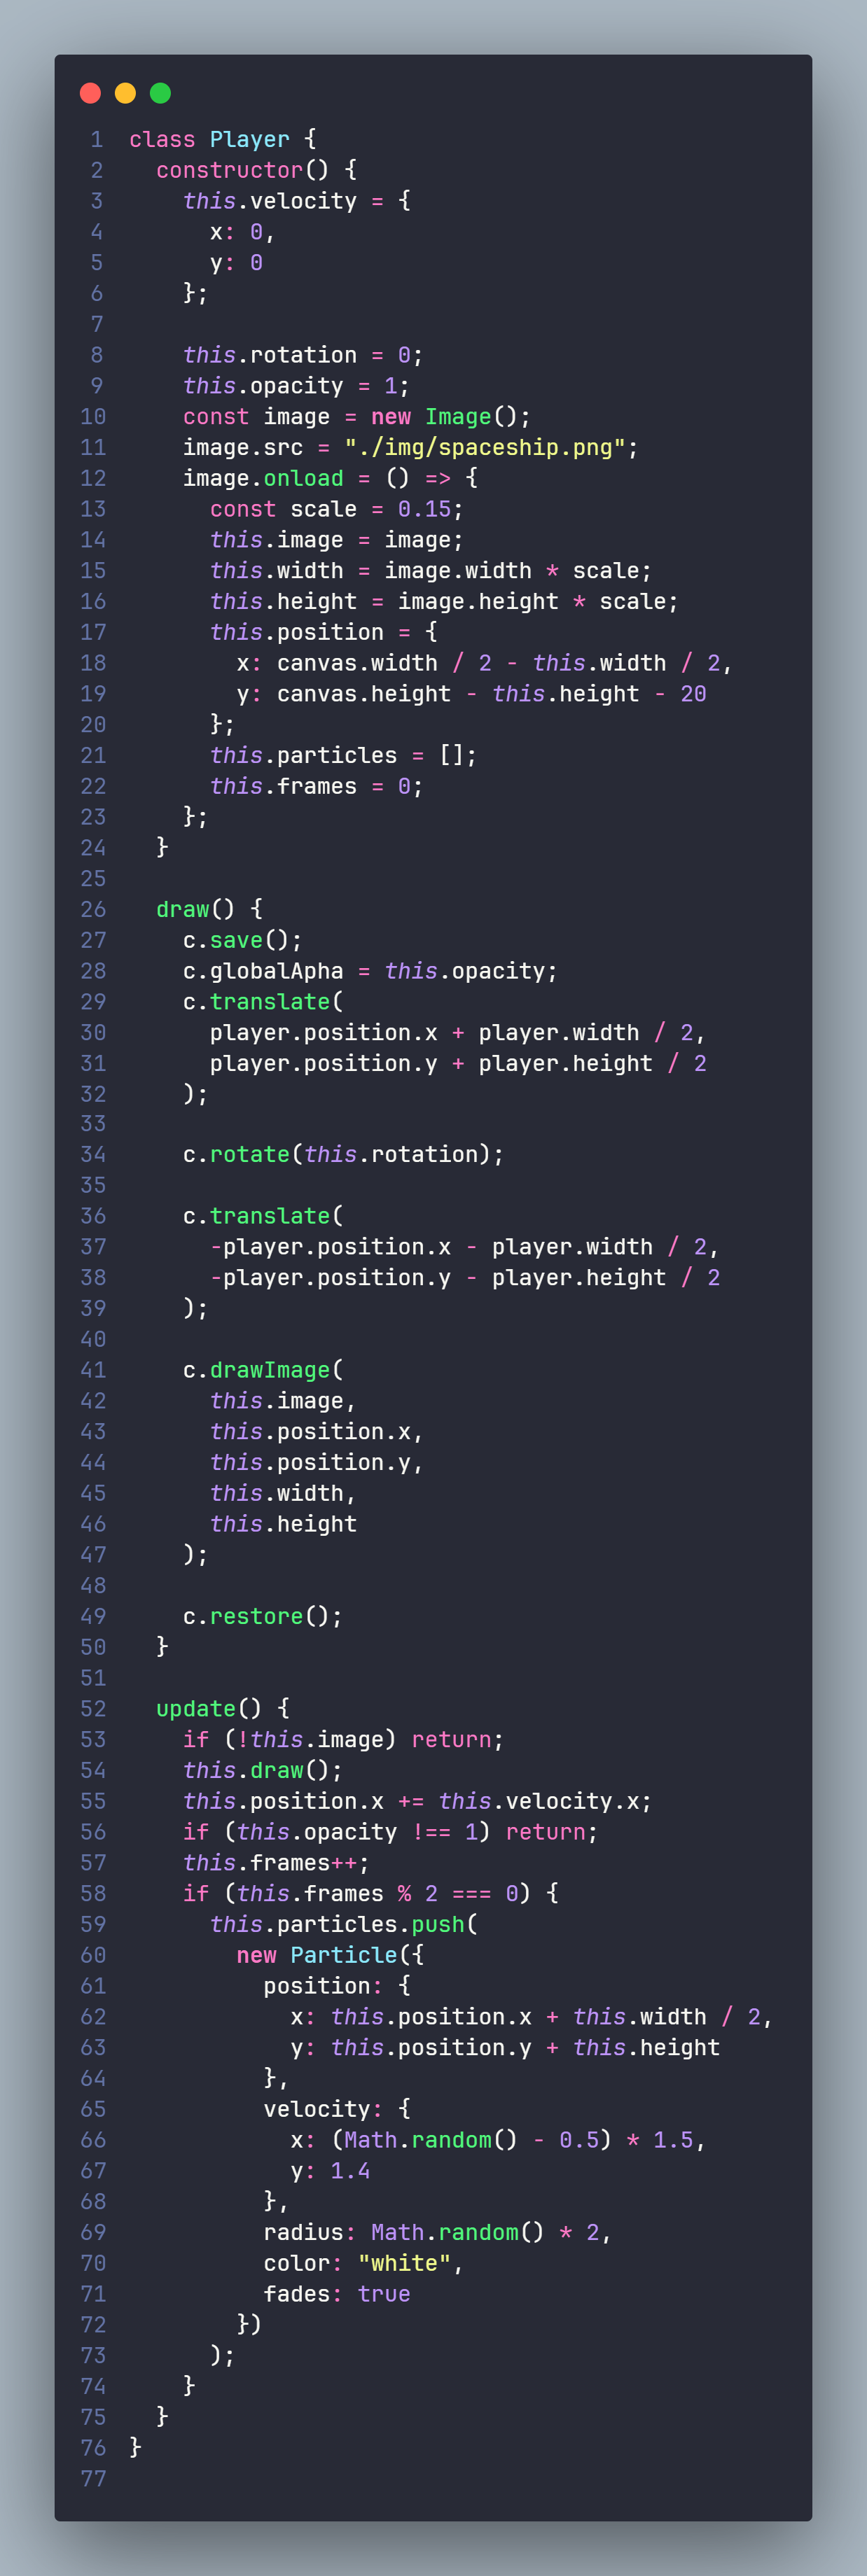 1 class Player {
2   constructor() {
3     this.velocity = {
4       x: 0,
5       y: 0
6     };
7
8     this.rotation = 0;
9     this.opacity = 1;
10     const image = new Image();
11     image.src = "./img/spaceship.png";
12     image.onload = () => {
13       const scale = 0.15;
14       this.image = image;
15       this.width = image.width * scale;
16       this.height = image.height * scale;
17       this.position = {
18         x: canvas.width / 2 - this.width / 2,
19         y: canvas.height - this.height - 20
20       };
21       this.particles = [];
22       this.frames = 0;
23     };
24   }
25
26   draw() {
27     c.save();
28     c.globalApha = this.opacity;
29     c.translate(
30       player.position.x + player.width / 2,
31       player.position.y + player.height / 2
32     );
33
34     c.rotate(this.rotation);
35
36     c.translate(
37       -player.position.x - player.width / 2,
38       -player.position.y - player.height / 2
39     );
40
41     c.drawImage(
42       this.image,
43       this.position.x,
44       this.position.y,
45       this.width,
46       this.height
47     );
48
49     c.restore();
50   }
51
52   update() {
53     if (!this.image) return;
54     this.draw();
55     this.position.x += this.velocity.x;
56     if (this.opacity !== 1) return;
57     this.frames++;
58     if (this.frames % 2 === 0) {
59       this.particles.push(
60         new Particle({
61           position: {
62             x: this.position.x + this.width / 2,
63             y: this.position.y + this.height
64           },
65           velocity: {
66             x: (Math.random() - 0.5) * 1.5,
67             y: 1.4
68           },
69           radius: Math.random() * 2,
70           color: "white",
71           fades: true
72         })
73       );
74     }
75   }
76 }
77